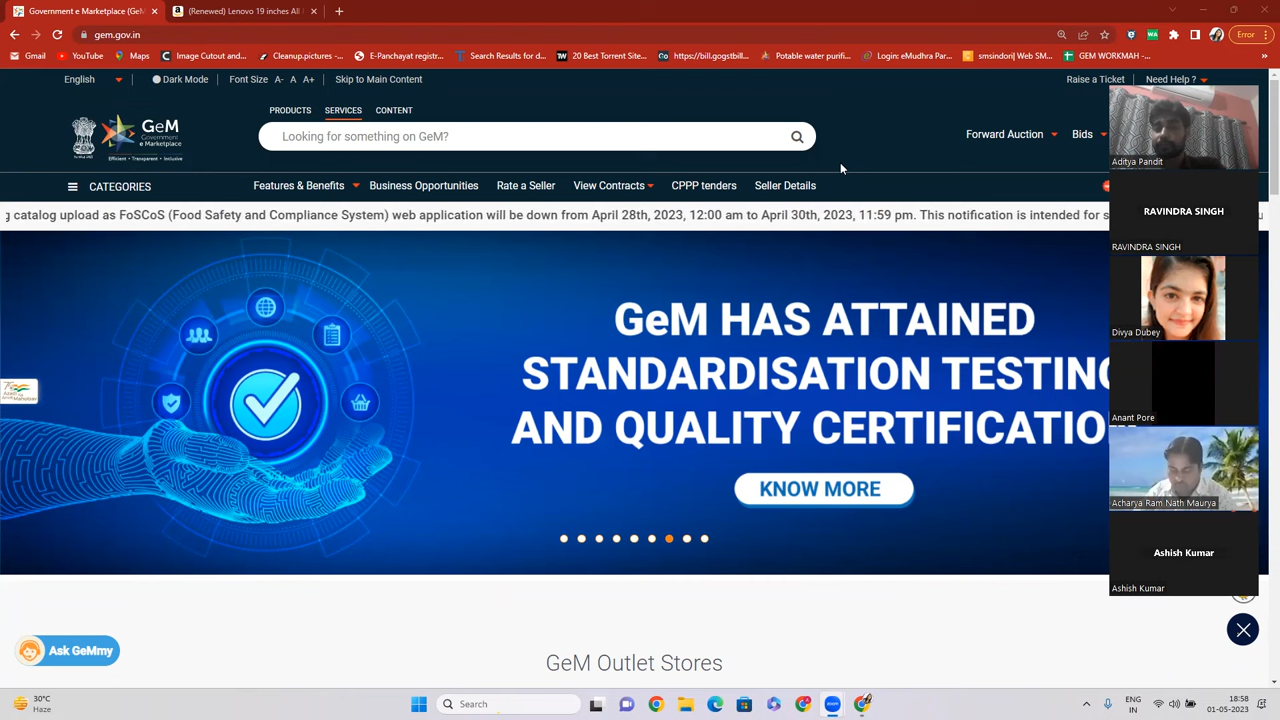 Government e Marketplace (GeM
(Renewed) Lenovo 19 inches All I
gem.gov.in
Error
Gmail
YouTube
Maps
Image Cutout and...
Cleanup.pictures -...
E-Panchayat registr...
Search Results for d...
20 Best Torrent Site...
https://bill.gogstbill...
Potable water purifi...
Login: eMudhra Par...
smsindori| Web SM...
GEM WORKMAH -...
English
Dark Mode
Font Size A- A A+
Skip to Main Content
Raise a Ticket
Need Help ?
PRODUCTS SERVICES CONTENT
GeM
Government
e Marketplace
Efficient • Transparent • Inclusive
Looking for something on GeM?
Forward Auction
Bids
CATEGORIES
Features & Benefits
Business Opportunities
Rate a Seller
View Contracts
CPPP tenders
Seller Details
g catalog upload as FoSCoS (Food Safety and Compliance System) web application will be down from April 28th, 2023, 12:00 am to April 30th, 2023, 11:59 pm. This notification is intended for s
GeM HAS ATTAINED
STANDARDISATION TESTING
AND QUALITY CERTIFICATIO
KNOW MORE
Ask GeMmy
GeM Outlet Stores
Aditya Pandit
RAVINDRA SINGH
RAVINDRA SINGH
Divya Dubey
Anant Pore
Acharya Ram Nath Maurya
Ashish Kumar
Ashish Kumar
30°C
Haze
Search
ENG
IN
18:58
01-05-2023